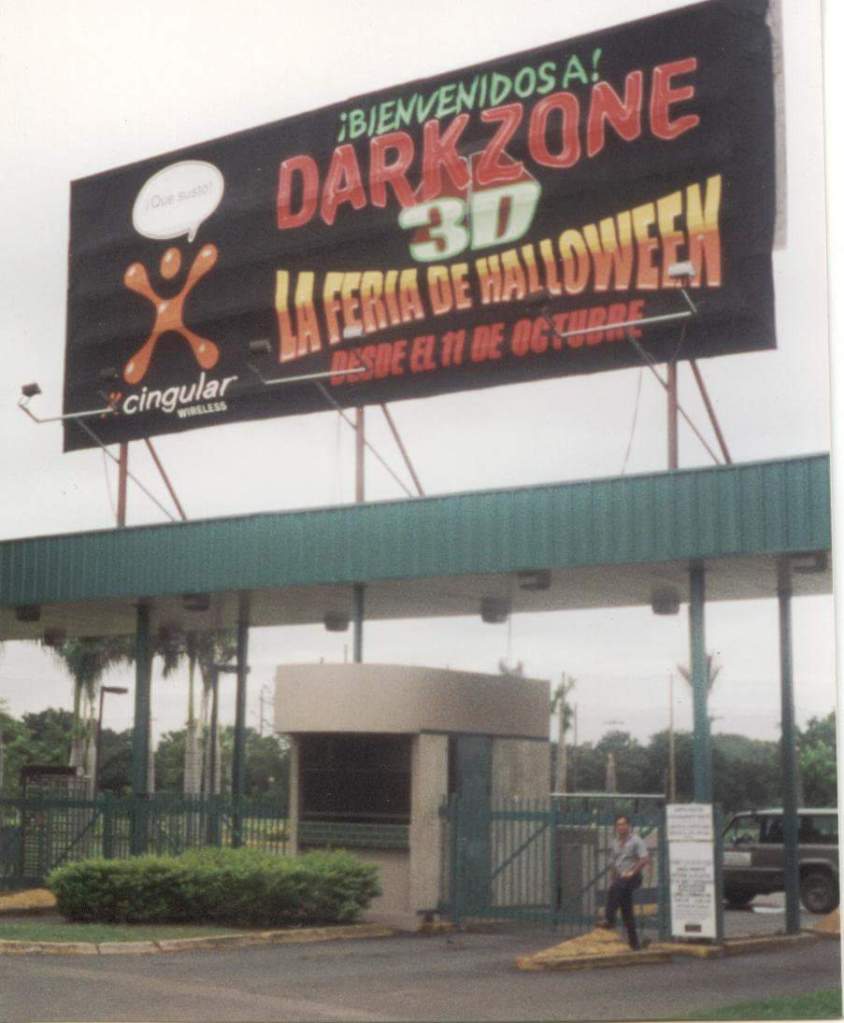 ¡BIENVENIDOS A!
DARKZONE
3D
LA FERIA DE HALLOWEEN
DESDE EL 11 DE OCTUBRE
¡Que susto!
cingular
WIRELESS